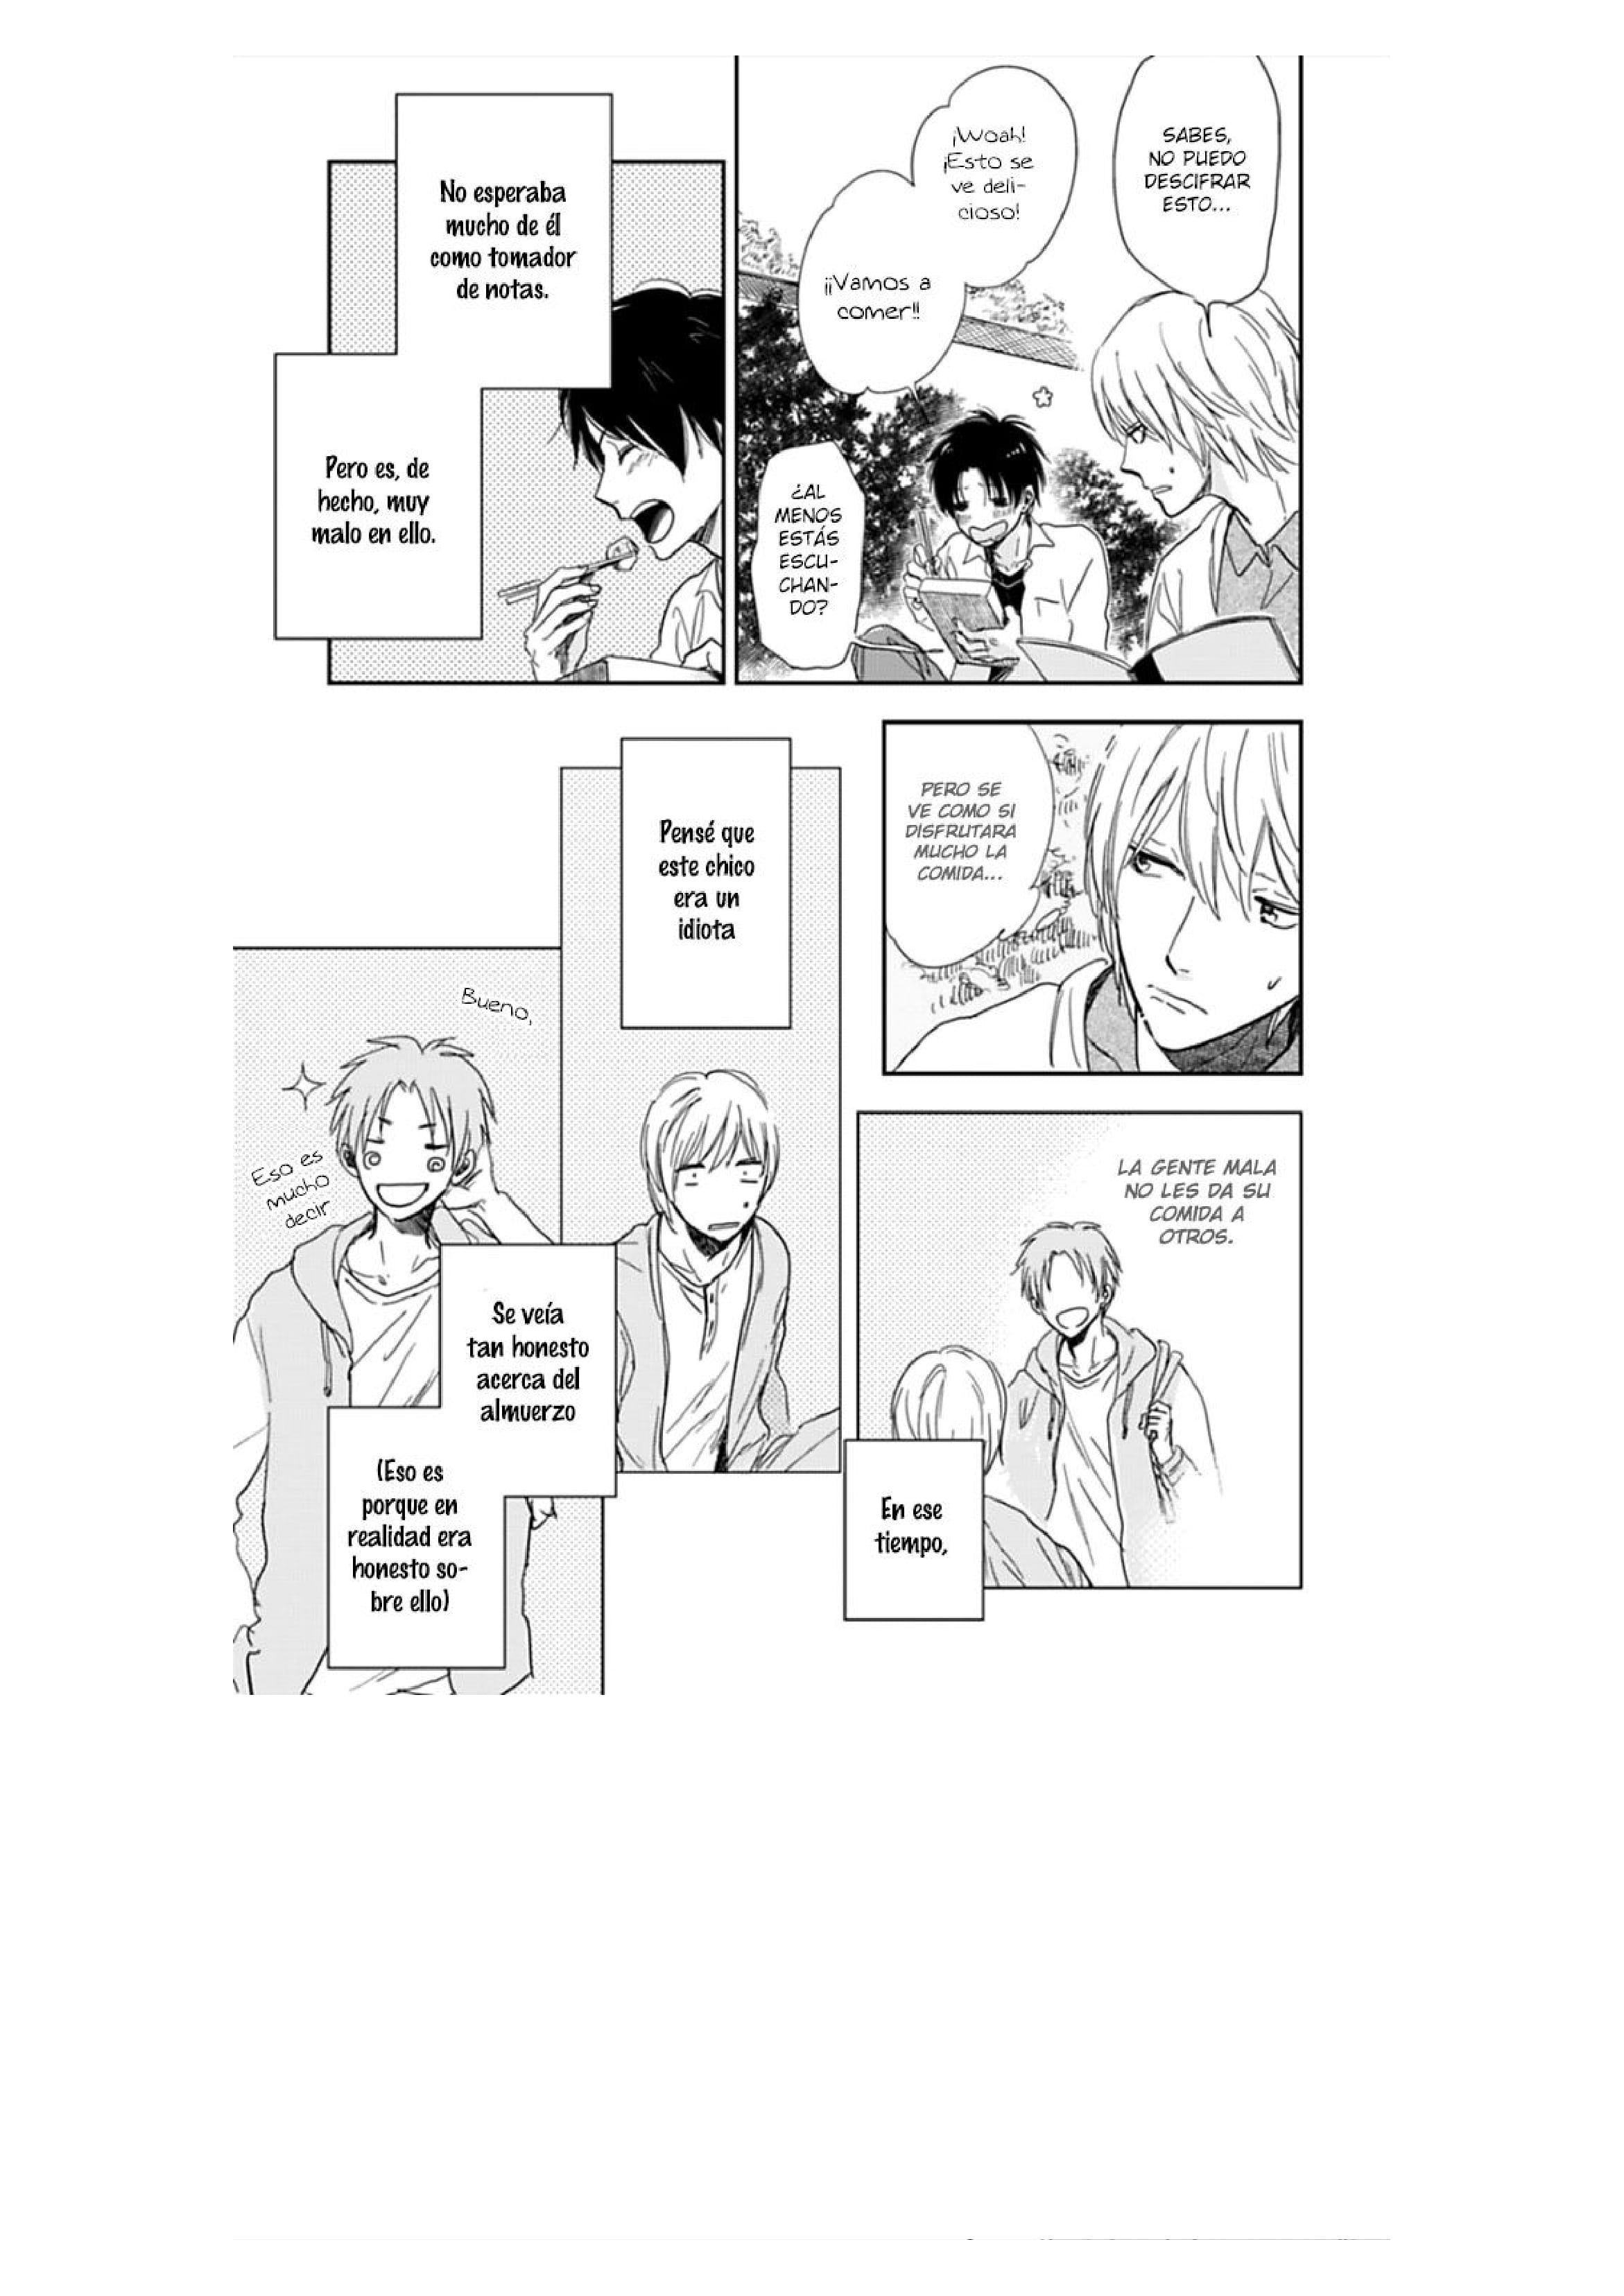 SABES,
NO PUEDO
DESCIFRAR
ESTO...
¡Woah!
¡Esto se
ve deli-
cioso!
¡¡Vamos a
comer!!
¿AL
MENOS
ESTÁS
ESCU-
CHAN-
DO?
No esperaba
mucho de él
como tomador
de notas.
Pero es, de
hecho, muy
malo en ello.
PERO SE
VE COMO SI
DISFRUTARA
MUCHO LA
COMIDA...
LA GENTE MALA
NO LES DA SU
COMIDA A
OTROS.
En ese
tiempo,
Pensé que
este chico
era un
idiota
Bueno,
Eso es
mucho
decir
Se veía
tan honesto
acerca del
almuerzo
(Eso es
porque en
realidad era
honesto so-
bre ello)